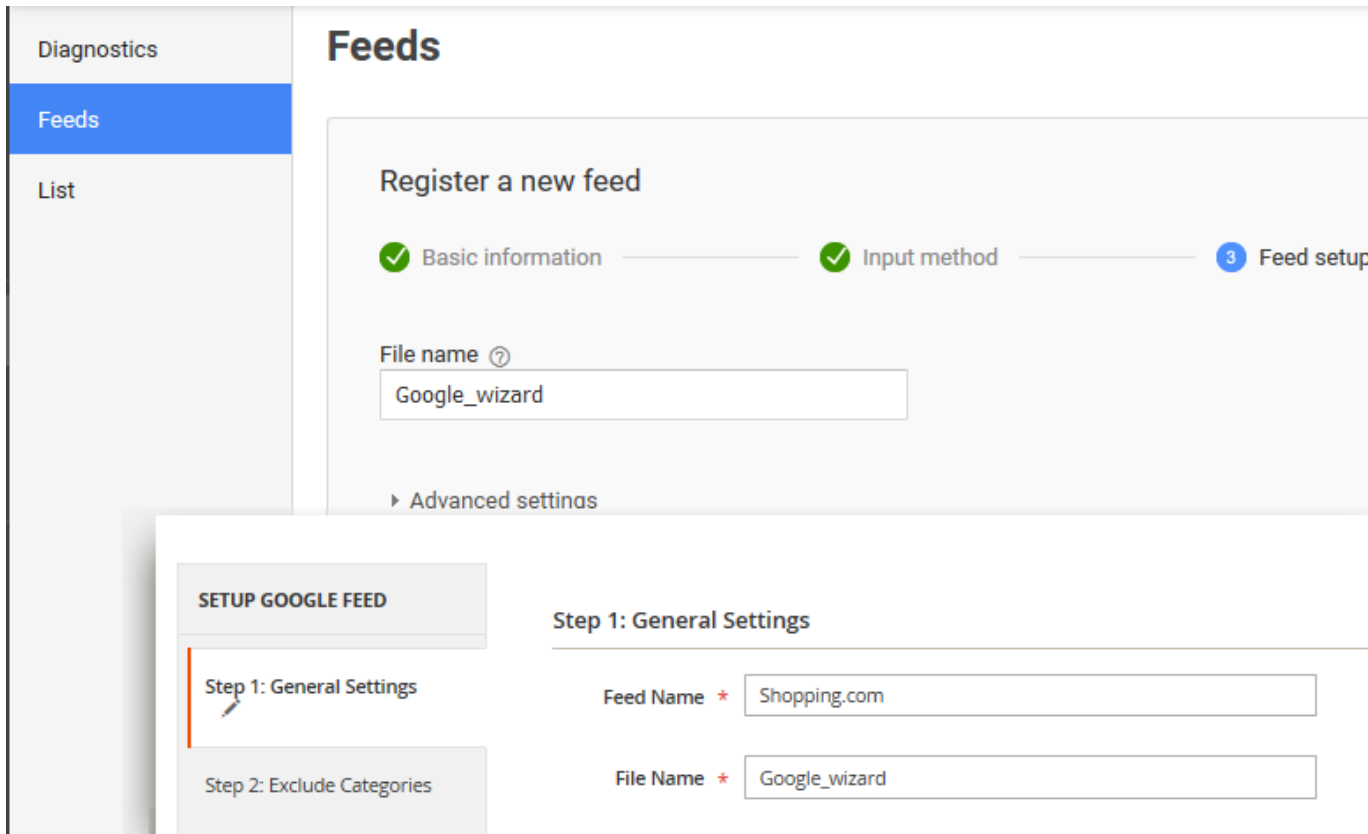 Diagnostics
Feeds
List
Feeds
Register a new feed
Basic information
Input method
3 Feed setup
File name ?
Google_wizard
Advanced settings
SETUP GOOGLE FEED
Step 1: General Settings
Step 2: Exclude Categories
Step 1: General Settings
Feed Name * Shopping.com
File Name * Google_wizard